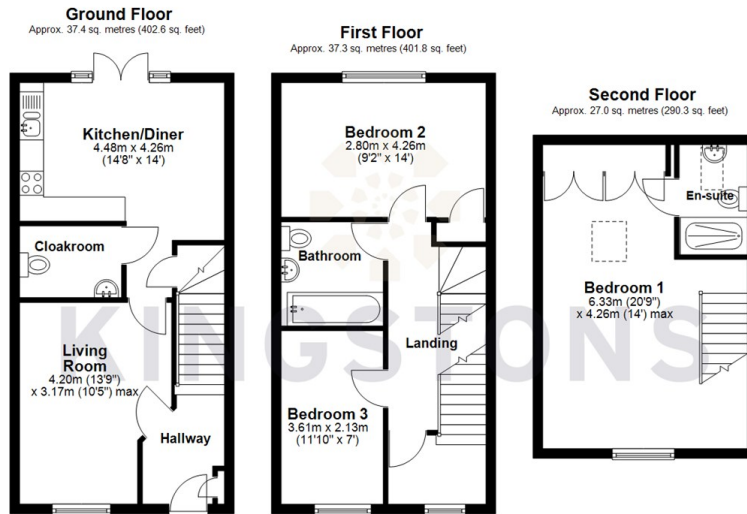 Ground Floor
Approx. 37.4 sq. metres (402.6 sq. feet)
Kitchen/Diner
4.48m x 4.26m
(14'8" x 14')
Cloakroom
Living
Room
4.20m (13'9")
x 3.17m (10'5") max
Hallway
First Floor
Approx. 37.3 sq. metres (401.8 sq. feet)
Bedroom 2
2.80m x 4.26m
(9'2" x 14')
Bathroom
Landing
Bedroom 3
3.61m x 2.13m
(11'10" x 7')
Second Floor
Approx. 27.0 sq. metres (290.3 sq. feet)
En-suite
Bedroom 1
6.33m (20'9")
x 4.26m (14') max
KINGSTONS